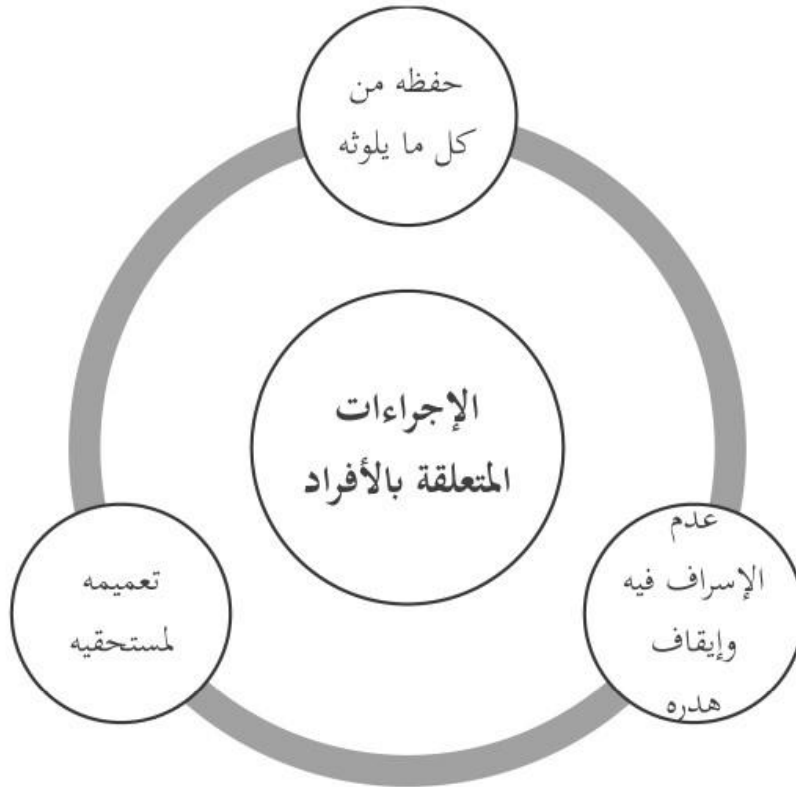 حفظه من
كل ما يلوثه
الإجراءات
المتعلقة بالأفراد
عدم
الإسراف فيه
وإيقاف
هدره
تعميمه
لمستحقيه